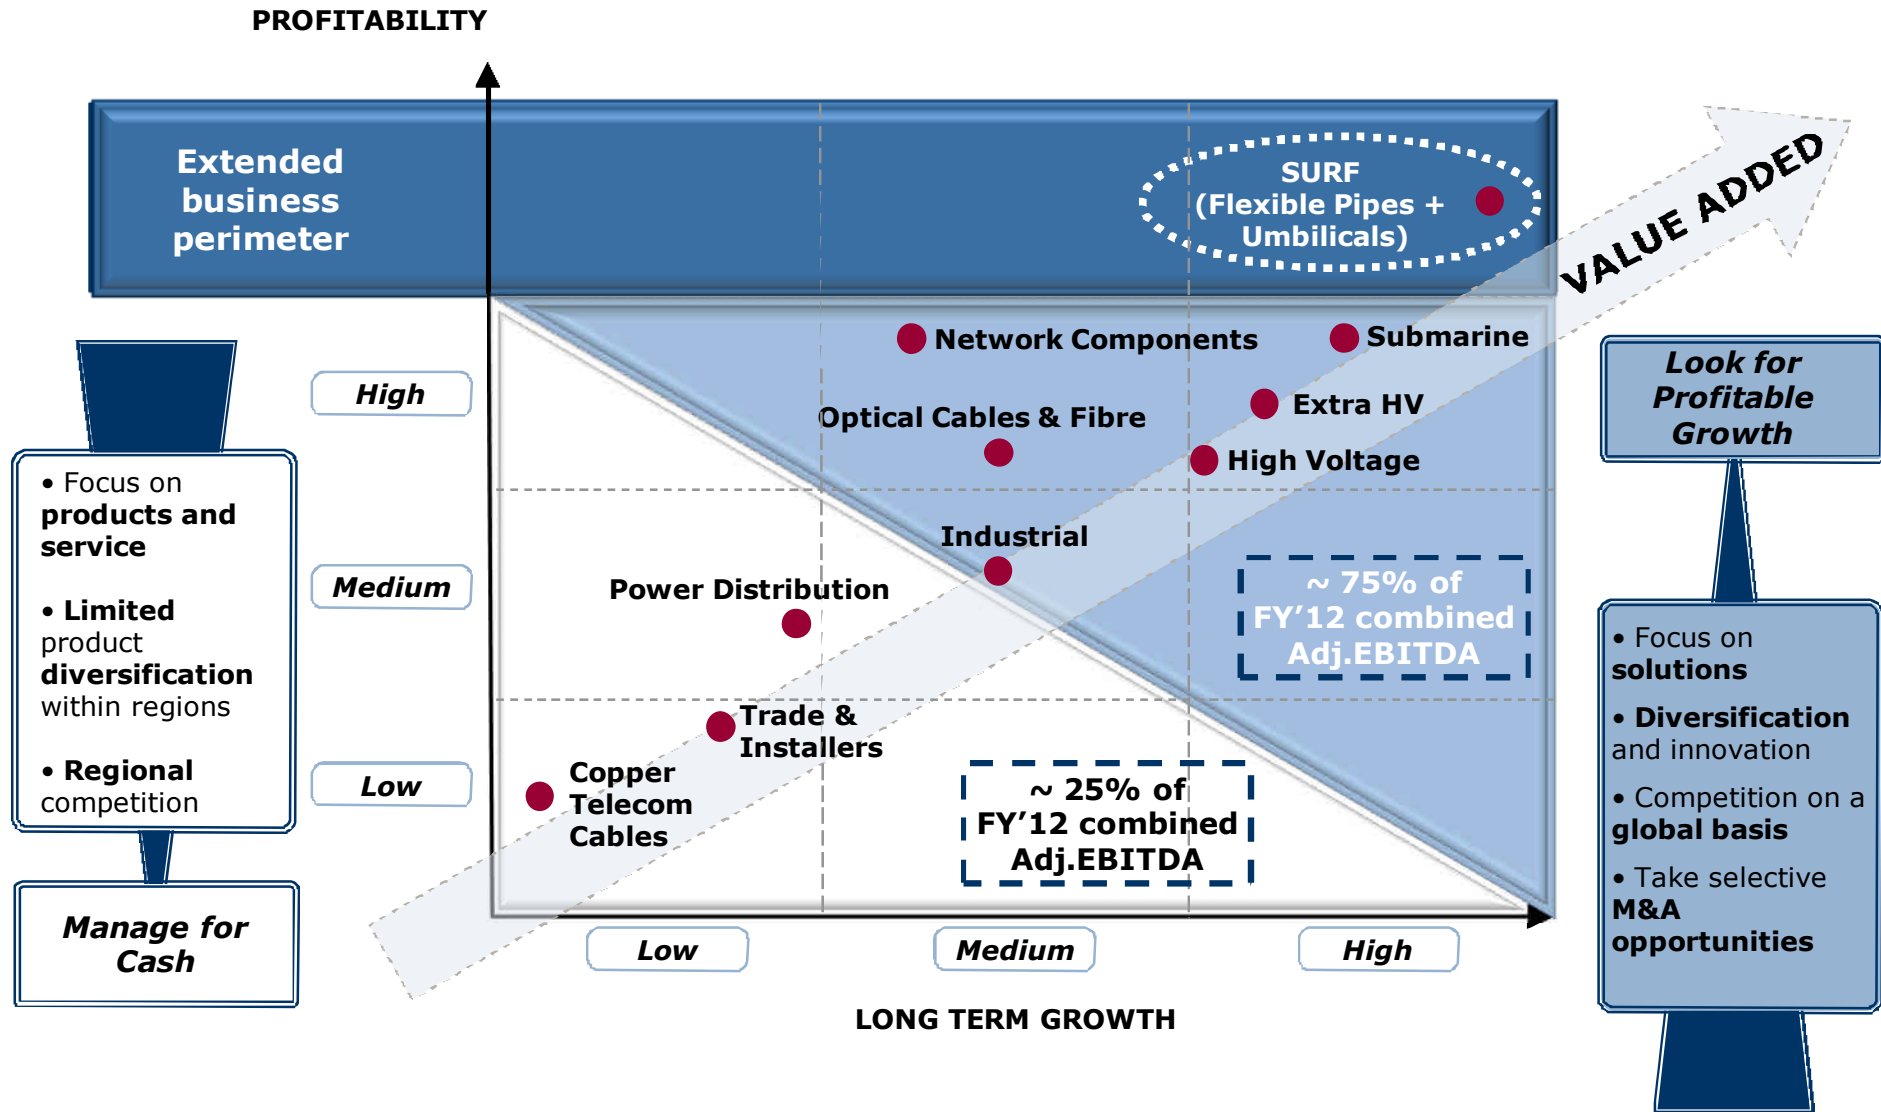 PROFITABILITY
Extended
business
perimeter
SURF
(Flexible Pipes +
Umbilicals)
VALUE ADDED
Network Components
Submarine
Optical Cables & Fibre
Extra HV
High Voltage
Industrial
Power Distribution
Trade &
Installers
Copper
Telecom
Cables
~ 75% of
FY’12 combined
Adj.EBITDA
~ 25% of
FY’12 combined
Adj.EBITDA
High
Medium
Low
Low
Medium
High
LONG TERM GROWTH
• Focus on
products and
service
• Limited
product
diversification
within regions
• Regional
competition
Manage for
Cash
Look for
Profitable
Growth
• Focus on
solutions
• Diversification
and innovation
• Competition on a
global basis
• Take selective
M&A
opportunities